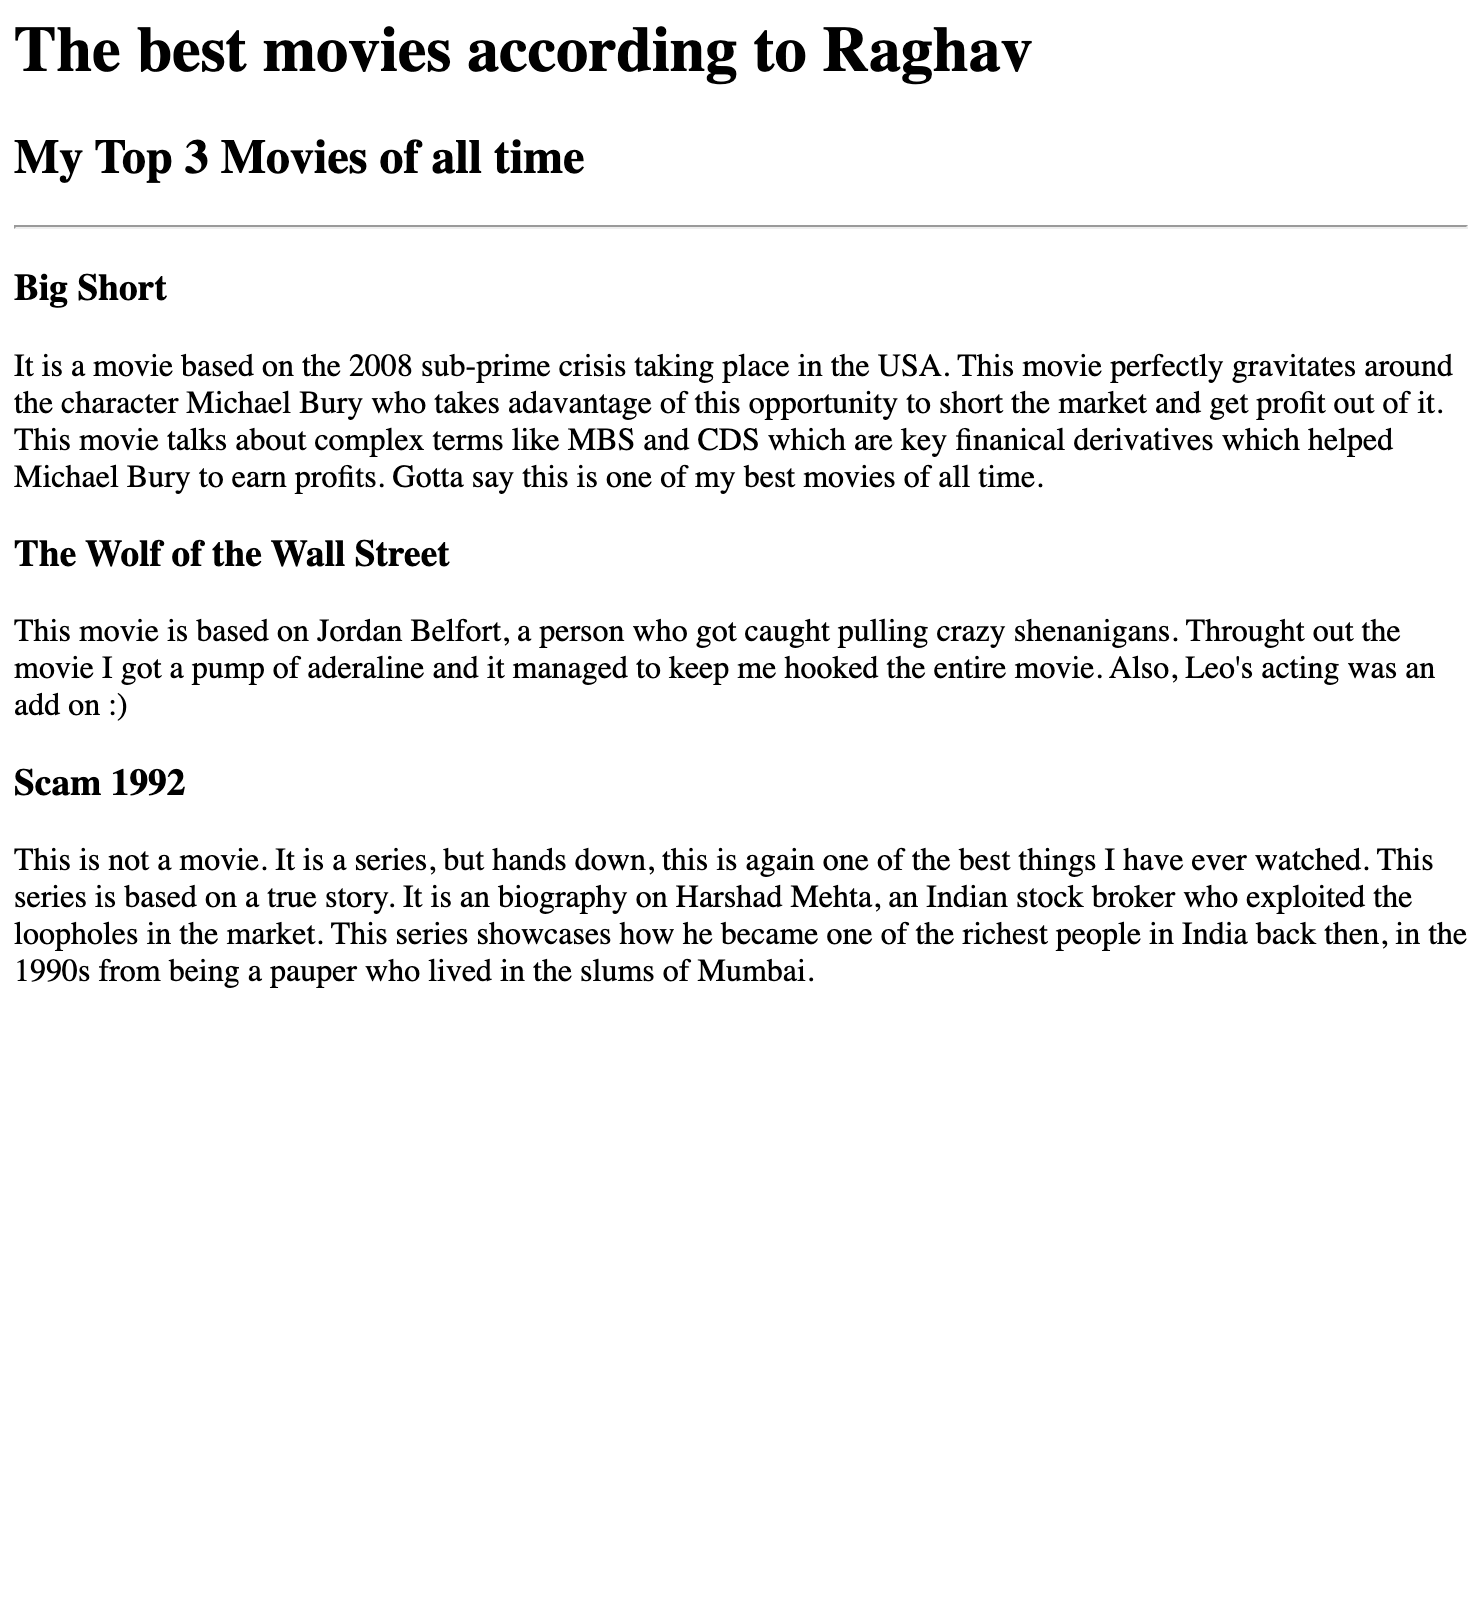 The best movies according to Raghav
My Top 3 Movies of all time
Big Short
It is a movie based on the 2008 sub-prime crisis taking place in the USA. This movie perfectly gravitates around
the character Michael Bury who takes adavantage of this opportunity to short the market and get profit out of it.
This movie talks about complex terms like MBS and CDS which are key finanical derivatives which helped
Michael Bury to earn profits. Gotta say this is one of my best movies of all time.
The Wolf of the Wall Street
This movie is based on Jordan Belfort, a person who got caught pulling crazy shenanigans. Throught out the
movie I got a pump of aderaline and it managed to keep me hooked the entire movie. Also, Leo's acting was an
add on :)
Scam 1992
This is not a movie. It is a series, but hands down, this is again one of the best things I have ever watched. This
series is based on a true story. It is an biography on Harshad Mehta, an Indian stock broker who exploited the
loopholes in the market. This series showcases how he became one of the richest people in India back then, in the
1990s from being a pauper who lived in the slums of Mumbai.